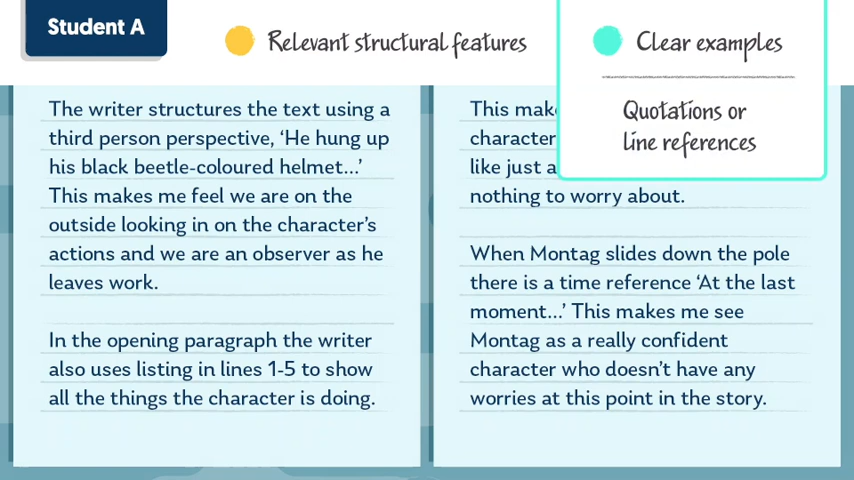 Student A
Relevant structural features
Clear examples
Quotations or
line references
The writer structures the text using a
third person perspective, ‘He hung up
his black beetle-coloured helmet...’
This makes me feel we are on the
outside looking in on the character’s
actions and we are an observer as he
leaves work.
In the opening paragraph the writer
also uses listing in lines 1-5 to show
all the things the character is doing.
This
character
like just
nothing to worry about.
When Montag slides down the pole
there is a time reference ‘At the last
moment...’ This makes me see
Montag as a really confident
character who doesn’t have any
worries at this point in the story.